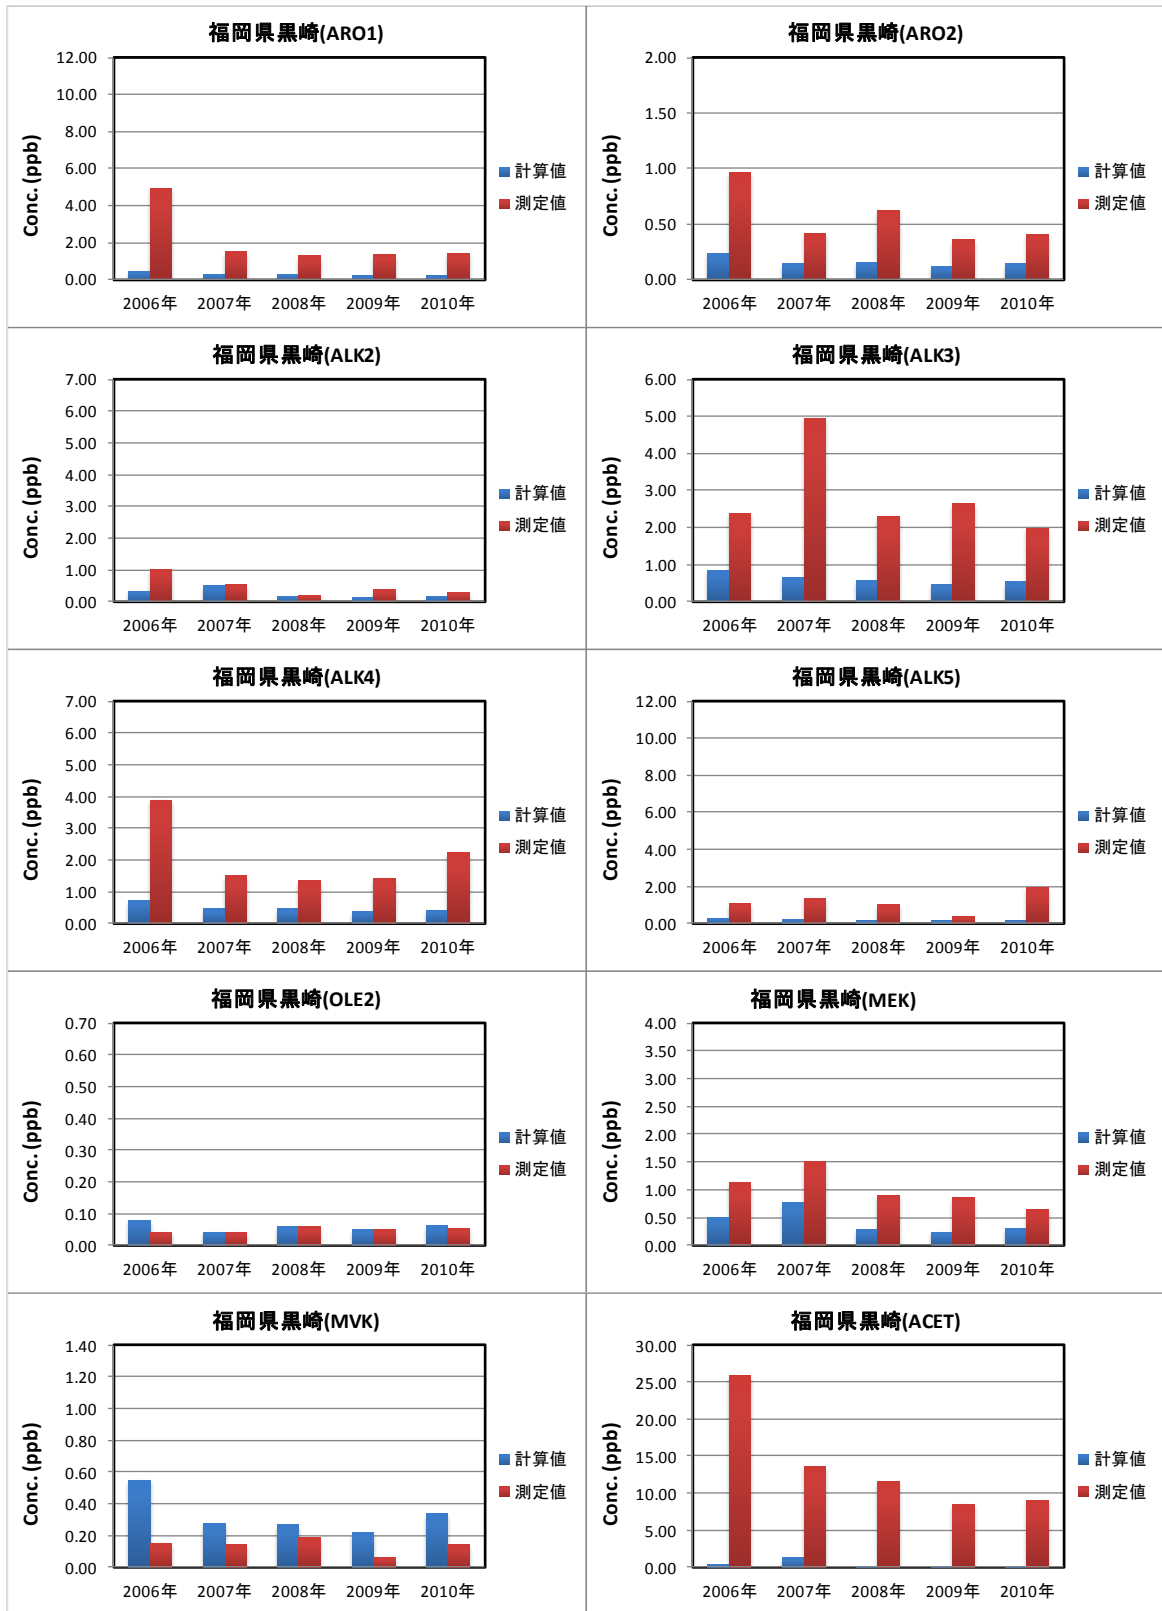 福岡県黒崎(ARO1)
12.00
10.00
8.00
6.00
4.00
2.00
0.00
Conc. (ppb)
2006年 2007年 2008年 2009年 2010年
計算値
測定値
福岡県黒崎(ARO2)
2.00
1.50
1.00
0.50
0.00
Conc. (ppb)
2006年 2007年 2008年 2009年 2010年
計算値
測定値
福岡県黒崎(ALK2)
7.00
6.00
5.00
4.00
3.00
2.00
1.00
0.00
Conc. (ppb)
2006年 2007年 2008年 2009年 2010年
計算値
測定値
福岡県黒崎(ALK3)
6.00
5.00
4.00
3.00
2.00
1.00
0.00
Conc. (ppb)
2006年 2007年 2008年 2009年 2010年
計算値
測定値
福岡県黒崎(ALK4)
7.00
6.00
5.00
4.00
3.00
2.00
1.00
0.00
Conc. (ppb)
2006年 2007年 2008年 2009年 2010年
計算値
測定値
福岡県黒崎(ALK5)
12.00
10.00
8.00
6.00
4.00
2.00
0.00
Conc. (ppb)
2006年 2007年 2008年 2009年 2010年
計算値
測定値
福岡県黒崎(OLE2)
0.70
0.60
0.50
0.40
0.30
0.20
0.10
0.00
Conc. (ppb)
2006年 2007年 2008年 2009年 2010年
計算値
測定値
福岡県黒崎(MEK)
4.00
3.50
3.00
2.50
2.00
1.50
1.00
0.50
0.00
Conc. (ppb)
2006年 2007年 2008年 2009年 2010年
計算値
測定値
福岡県黒崎(MVK)
1.40
1.20
1.00
0.80
0.60
0.40
0.20
0.00
Conc. (ppb)
2006年 2007年 2008年 2009年 2010年
計算値
測定値
福岡県黒崎(ACET)
30.00
25.00
20.00
15.00
10.00
5.00
0.00
Conc. (ppb)
2006年 2007年 2008年 2009年 2010年
計算値
測定値